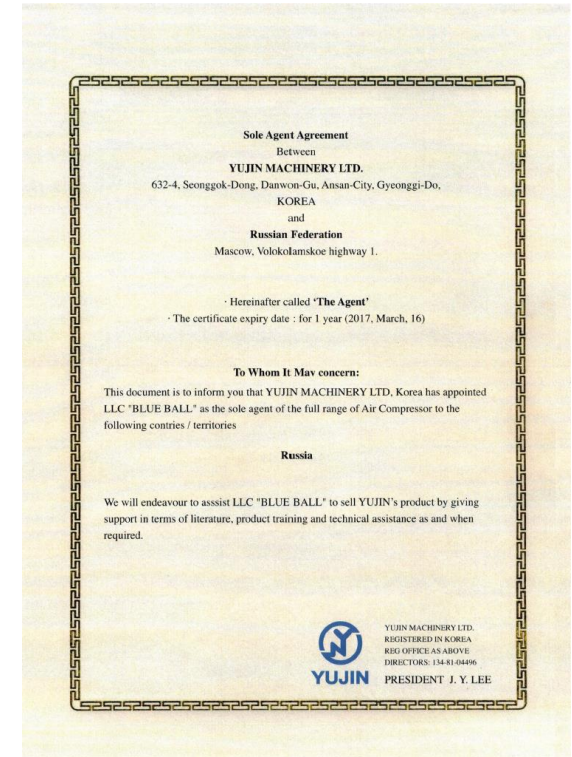 Sole Agent Agreement
Between
YUJIN MACHINERY LTD.
632-4, Seonggok-Dong, Danwon-Gu, Ansan-City, Gyeonggi-Do,
KOREA
and
Russian Federation
Mascow, Volokolamskoe highway 1.
· Hereinafter called ‘The Agent’
· The certificate expiry date : for 1 year (2017, March, 16)
To Whom It Mav concern:
This document is to inform you that YUJIN MACHINERY LTD, Korea has appointed
LLC "BLUE BALL" as the sole agent of the full range of Air Compressor to the
following contries / territories
Russia
We will endeavour to asssist LLC "BLUE BALL" to sell YUJIN’s product by giving
support in terms of literature, product training and technical assistance as and when
required.
YUJIN
YUJIN MACHINERY LTD.
REGISTERED IN KOREA
REG OFFICE AS ABOVE
DIRECTORS: 134-81-04496
PRESIDENT J. Y. LEE